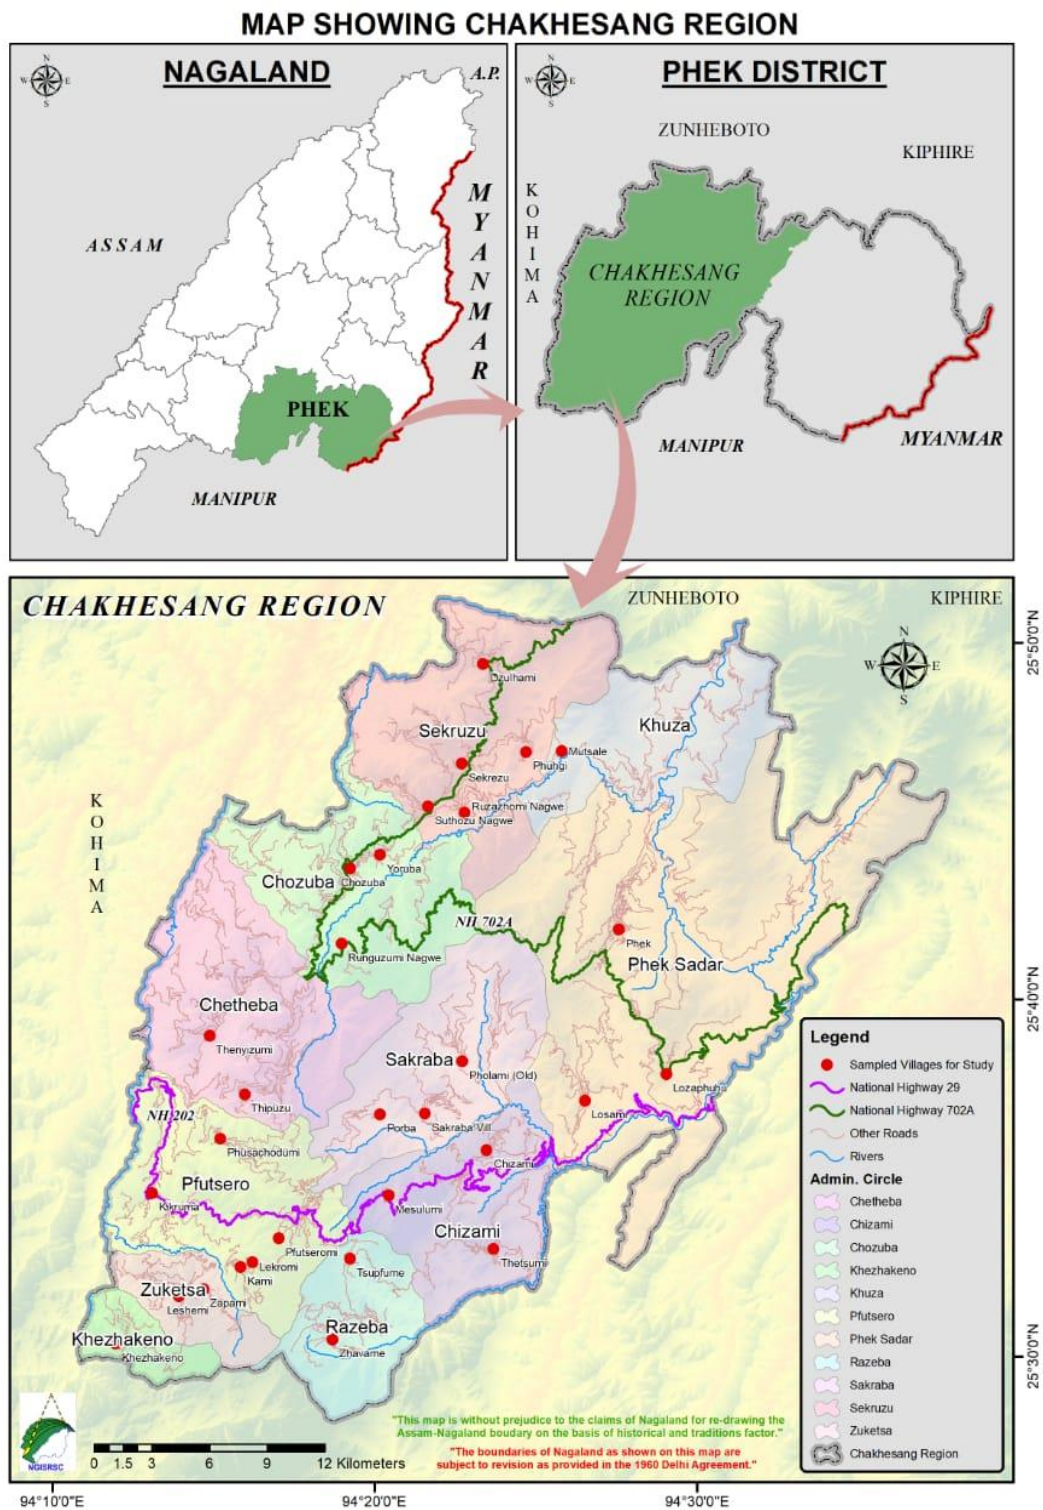 MAP SHOWING CHAKHESANG REGION
NAGALAND
N
W
E
S
A.P.
ASSAM
MYANMAR
PHEK
MANIPUR
PHEK DISTRICT
N
W
E
S
ZUNHEBOTO
KIPHIRE
KOHIMA
CHAKHESANG
REGION
MANIPUR
MYANMAR
CHAKHESANG REGION
ZUNHEBOTO
KIPHIRE
N
W
E
S
KOHIMA
Dzulhami
Sekruzu
Khuza
Mutsale
Phuhgi
Sekrezu
Ruzazhomi Nagwe
Suthozu Nagwe
Yoruba
Chozuba
Chozuba
NH 702A
Phek
Runguzumi Nagwe
Phek Sadar
Chetheba
Thenyizumi
Sakraba
Pholami (Old)
Lozaphuhu
Thipuzu
NH 202
Losami
Porba
Sakraba Vill.
Phusachodumi
Chizami
Pfutsero
Kikruma
Mesulumi
Chizami
Pfutseromi
Thetsumi
Lekromi
Tsupfume
Kami
Zuketsa
Zapami
Leshemi
Razeba
Khezhakeno
Zhavame
Khezhakeno
Legend
Sampled Villages for Study
National Highway 29
National Highway 702A
Other Roads
Rivers
Admin. Circle
Chetheba
Chizami
Chozuba
Khezhakeno
Khuza
Pfutsero
Phek Sadar
Razeba
Sakraba
Sekruzu
Zuketsa
Chakhesang Region
"This map is without prejudice to the claims of Nagaland for re-drawing the
Assam-Nagaland boudary on the basis of historical and traditions factor."
"The boundaries of Nagaland as shown on this map are
subject to revision as provided in the 1960 Delhi Agreement."
NGISRSC
0 1.5 3 6 9 12 Kilometers
25°50'0"N
25°40'0"N
25°30'0"N
94°10'0"E
94°20'0"E
94°30'0"E